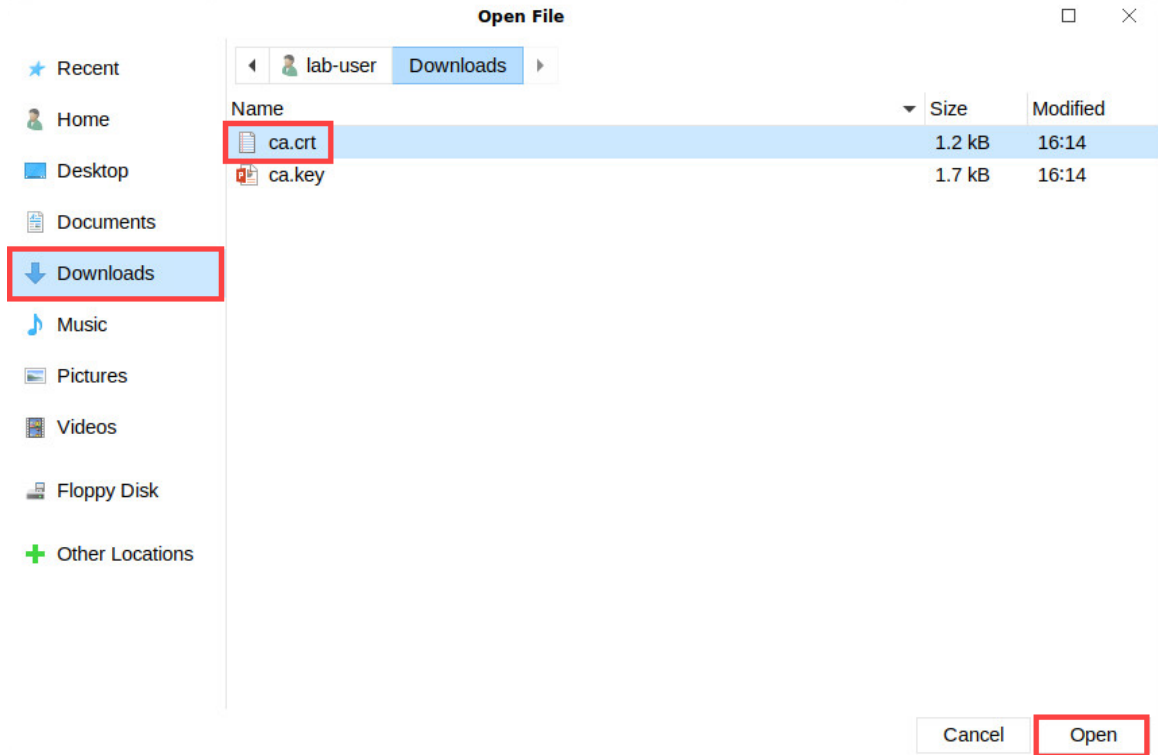 Open File
Recent
Home
Desktop
Documents
Downloads
Music
Pictures
Videos
Floppy Disk
Other Locations
lab-user Downloads
Name Size Modified
ca.crt 1.2 kB 16:14
ca.key 1.7 kB 16:14
Cancel Open